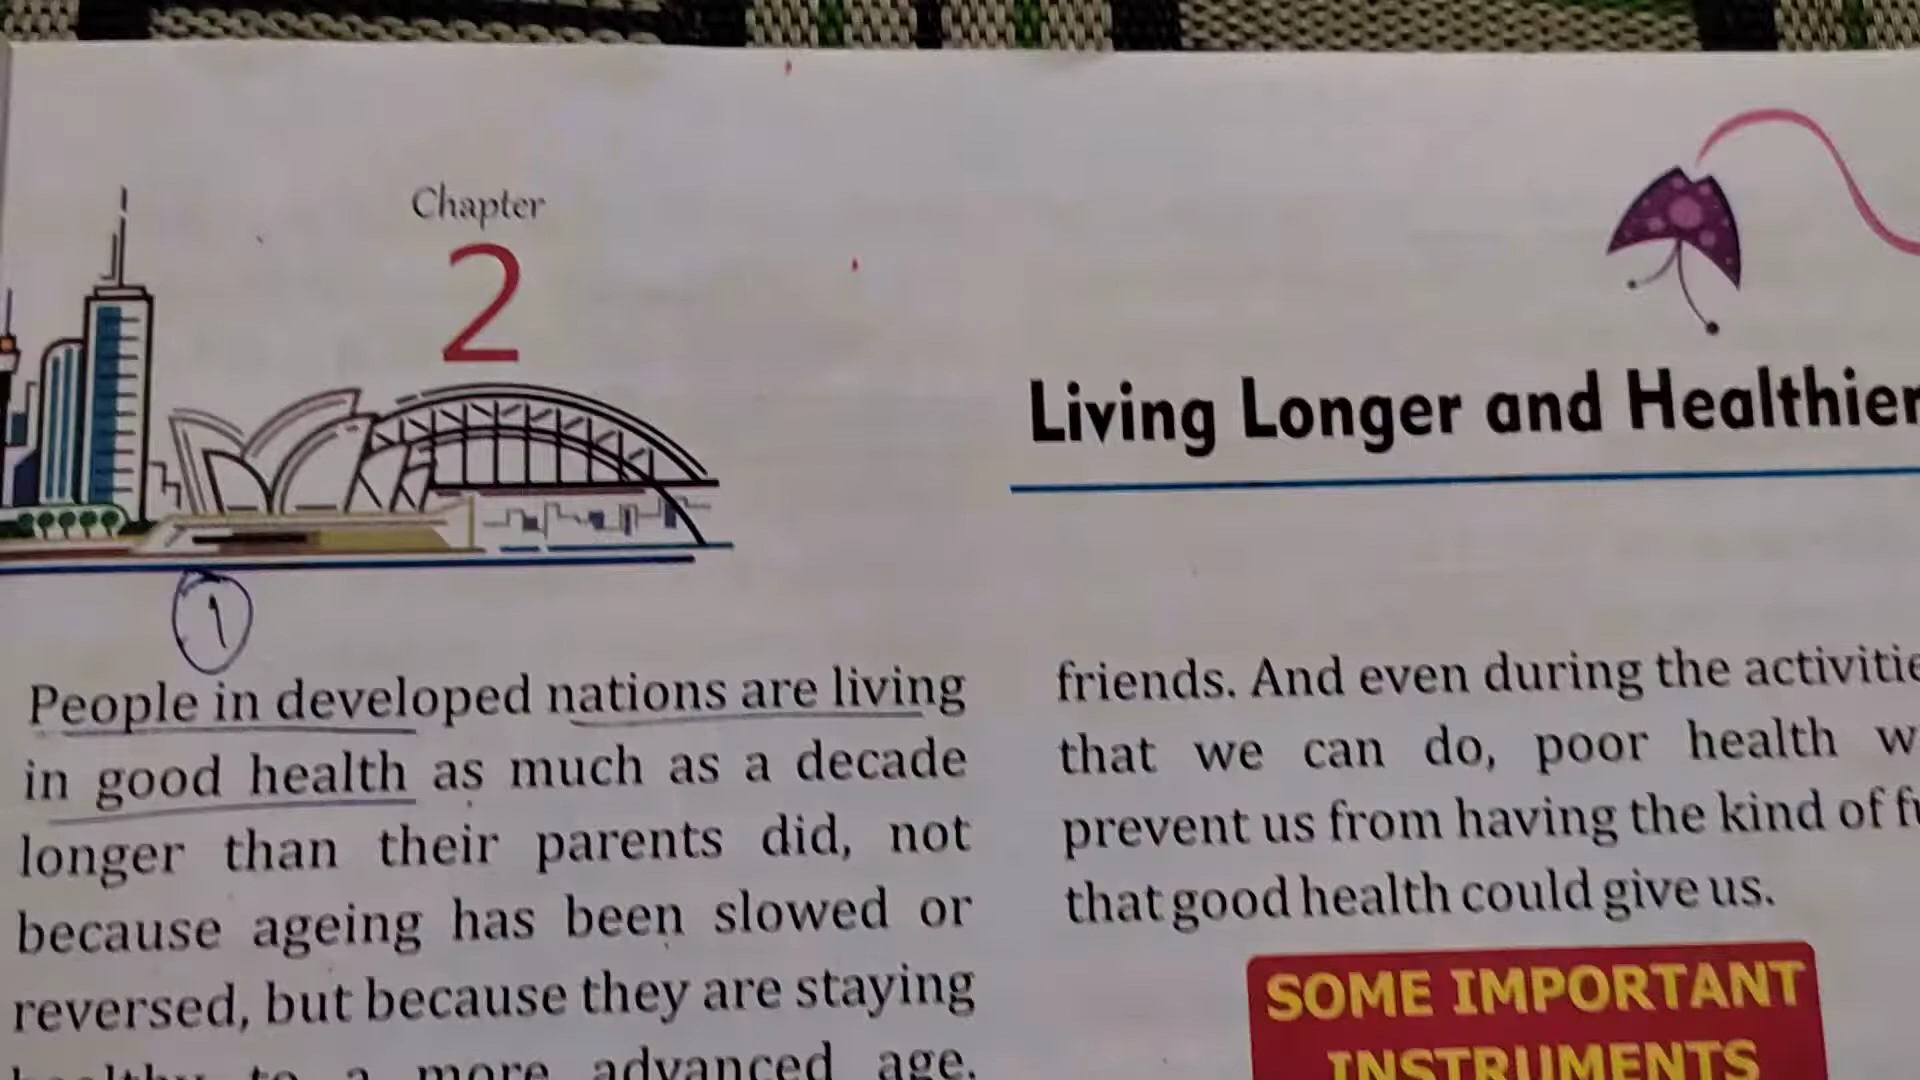 Chapter
2
Living Longer and Healthier
1
People in developed nations are living
in good health as much as a decade
longer than their parents did, not
because ageing has been slowed or
reversed, but because they are staying
healthy to a more advanced age.
friends. And even during the
that we can do, poor health
prevent us from having the kind of
that good health could give us.
SOME IMPORTANT
INSTRUMENTS